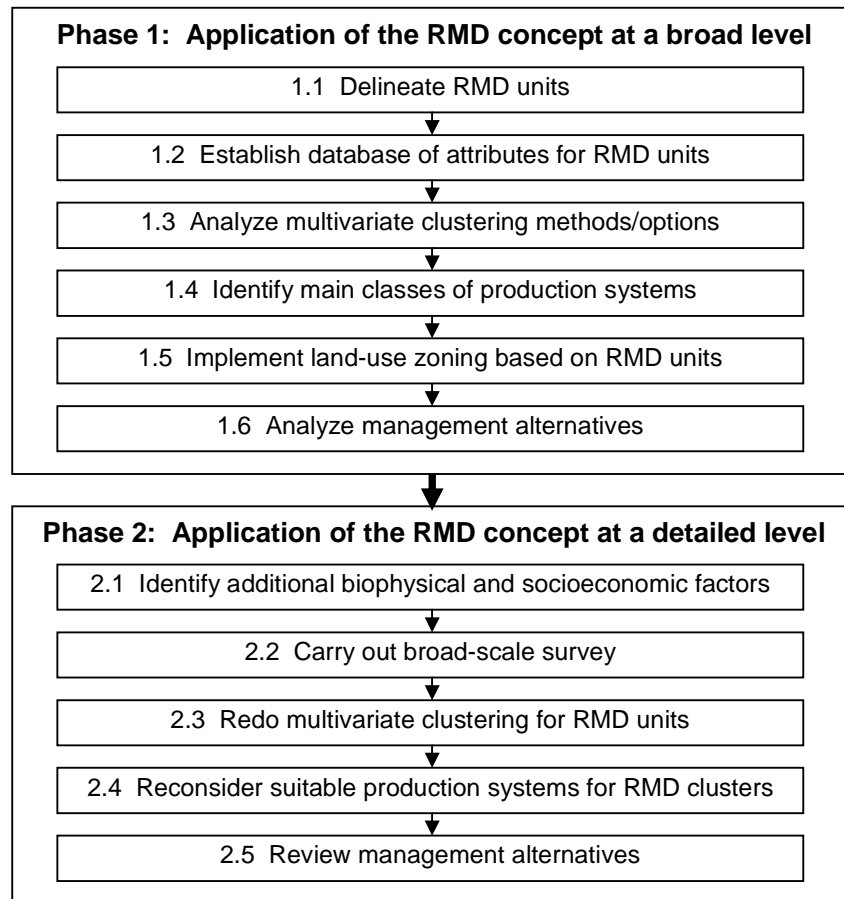 Phase 1: Application of the RMD concept at a broad level
1.1 Delineate RMD units
1.2 Establish database of attributes for RMD units
1.3 Analyze multivariate clustering methods/options
1.4 Identify main classes of production systems
1.5 Implement land-use zoning based on RMD units
1.6 Analyze management alternatives
Phase 2: Application of the RMD concept at a detailed level
2.1 Identify additional biophysical and socioeconomic factors
2.2 Carry out broad-scale survey
2.3 Redo multivariate clustering for RMD units
2.4 Reconsider suitable production systems for RMD clusters
2.5 Review management alternatives